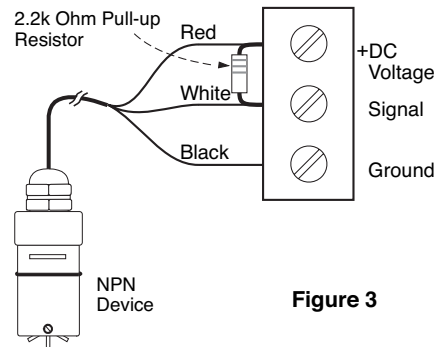 2.2k Ohm Pull-up
Resistor
Red
White
Black
+DC
Voltage
Signal
Ground
NPN
Device
Figure 3